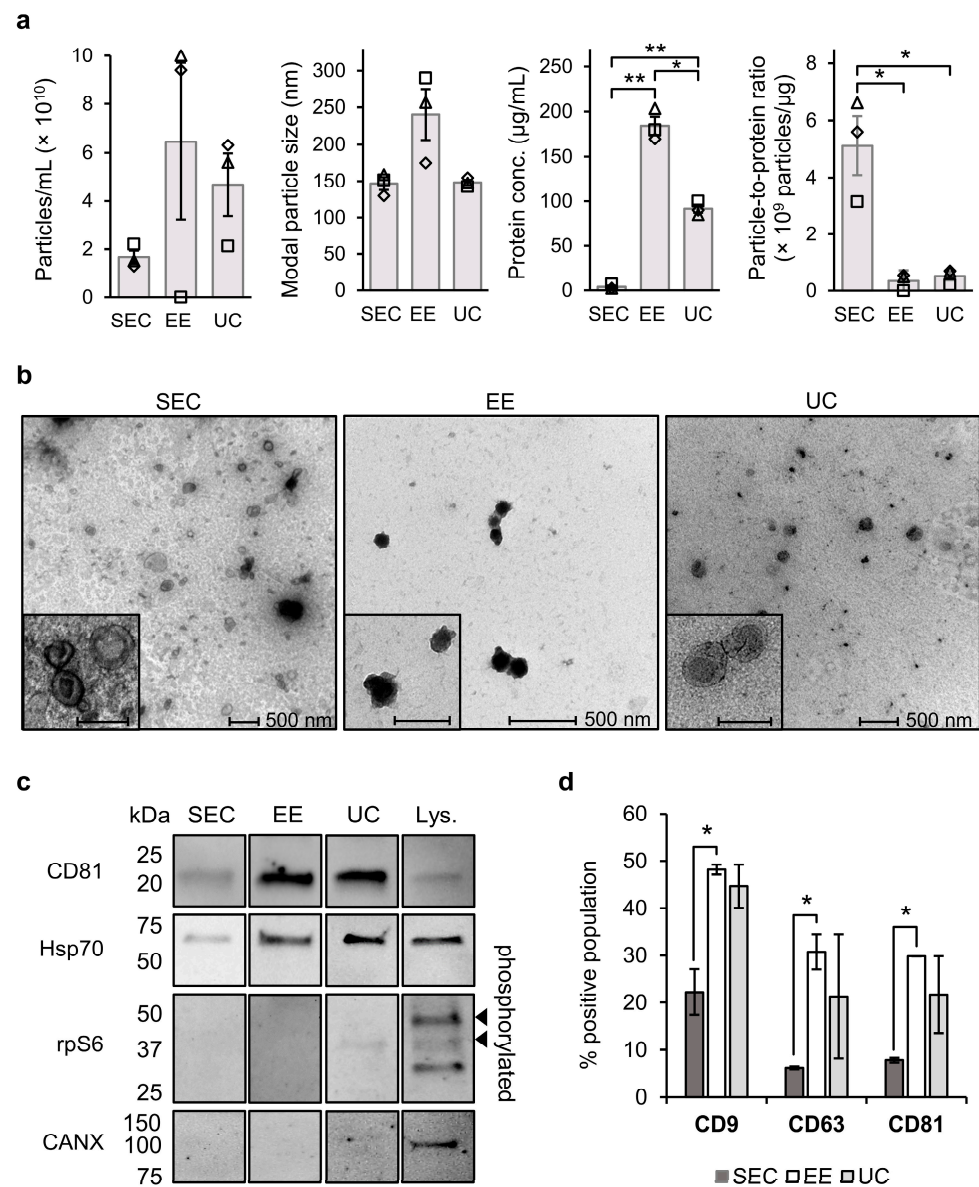 a
Particles/mL (× 10¹⁰)
10
8
6
4
2
0
SEC EE UC
Modal particle size (nm)
300
250
200
150
100
50
0
SEC EE UC
Protein conc. (µg/mL)
250
200
150
100
50
0
**
**
*
SEC EE UC
Particle-to-protein ratio
(× 10⁹ particles/µg)
8
6
4
2
0
*
*
SEC EE UC
b
SEC
EE
UC
500 nm
500 nm
500 nm
c
kDa SEC EE UC Lys.
CD81
25
20
Hsp70
75
50
rpS6
50
37
25
phosphorylated
CANX
150
100
75
d
% positive population
60
50
40
30
20
10
0
*
*
*
CD9 CD63 CD81
SEC EE UC